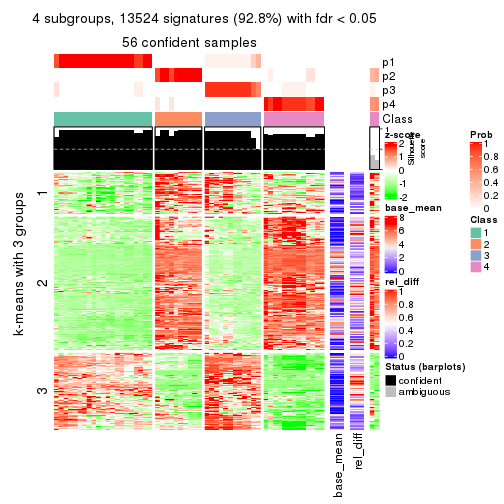 4 subgroups, 13524 signatures (92.8%) with fdr < 0.05
56 confident samples
p1
p2
p3
p4
Class
1
0
Silhouette
score
k-means with 3 groups
1
2
3
base_mean
rel_diff
z-score
2
1
0
-1
-2
base_mean
8
6
4
2
0
rel_diff
1
0.8
0.6
0.4
0.2
0
Status (barplots)
confident
ambiguous
Prob
1
0.8
0.6
0.4
0.2
0
Class
1
2
3
4